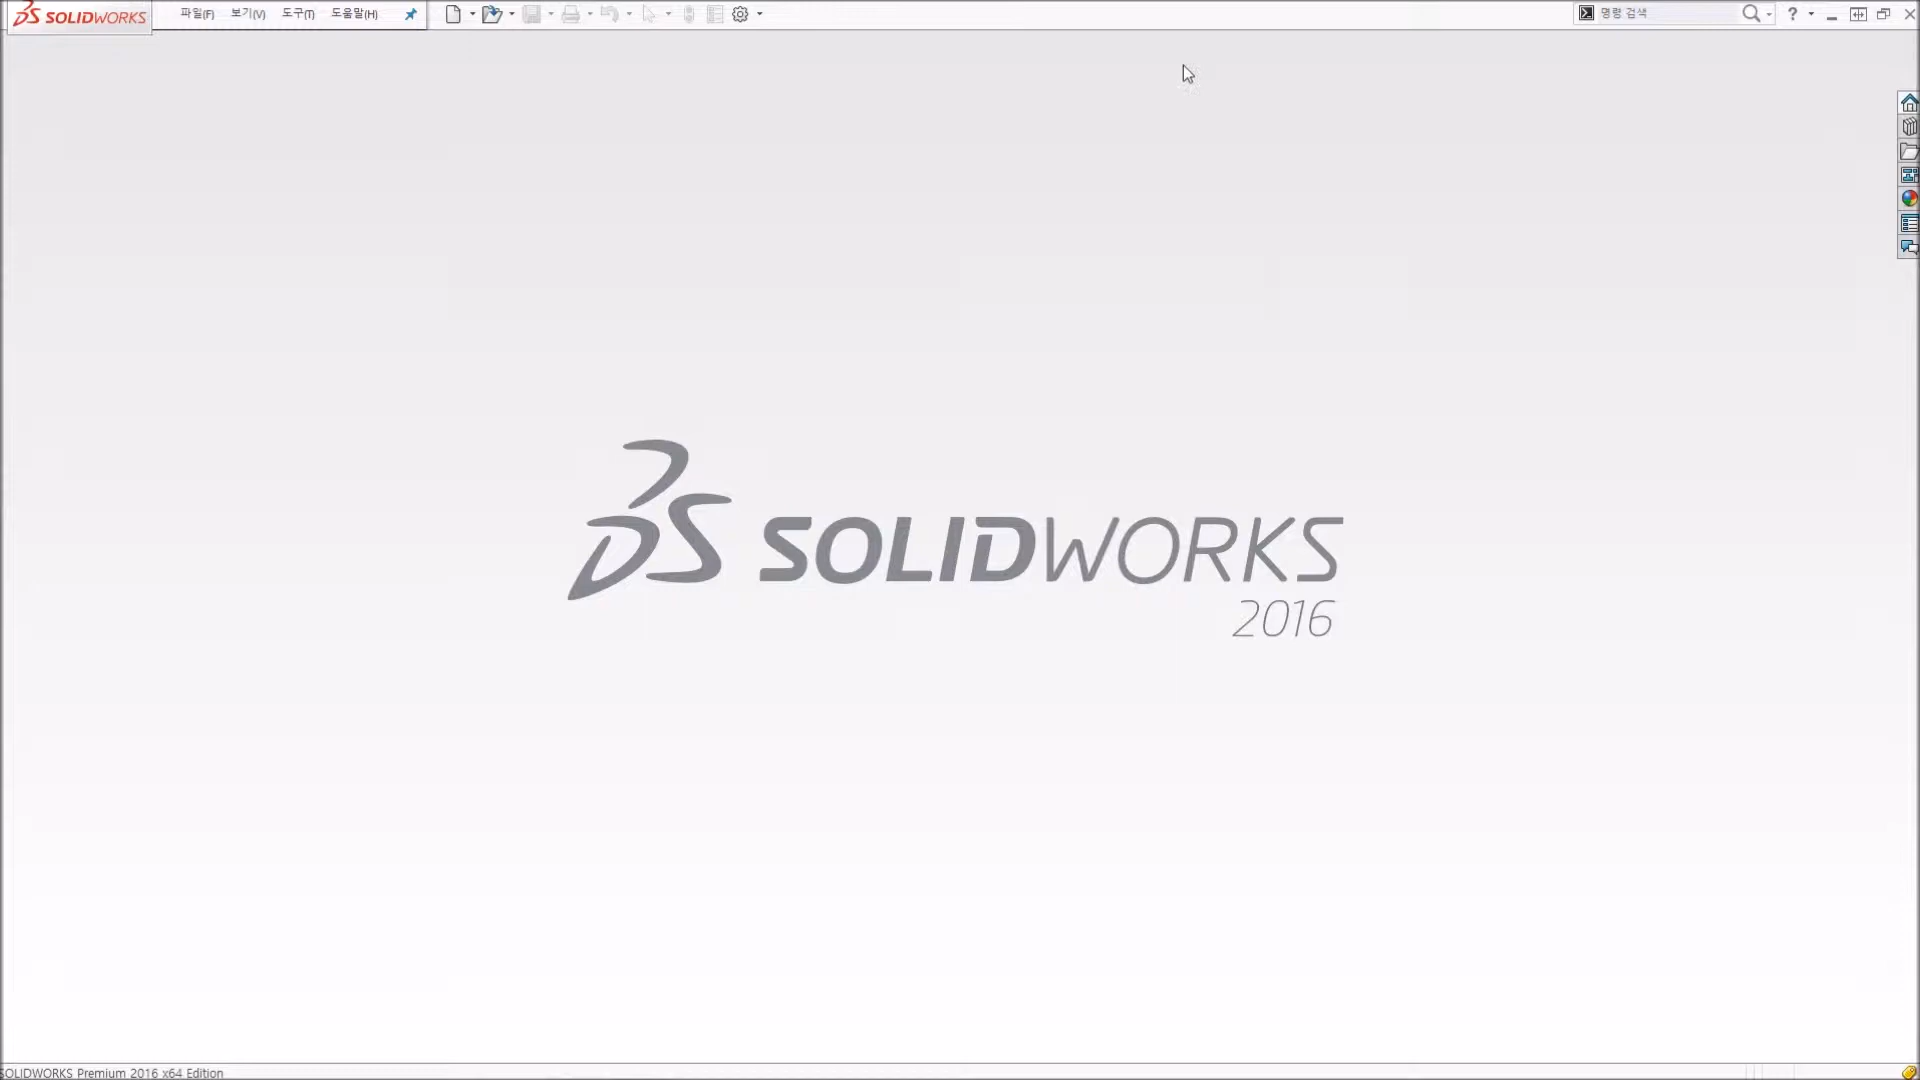 SOLIDWORKS 파일(F) 보기(V) 도구(T) 도움말(H) 명령 검색 ?
SOLIDWORKS
2016
SOLIDWORKS Premium 2016 x64 Edition